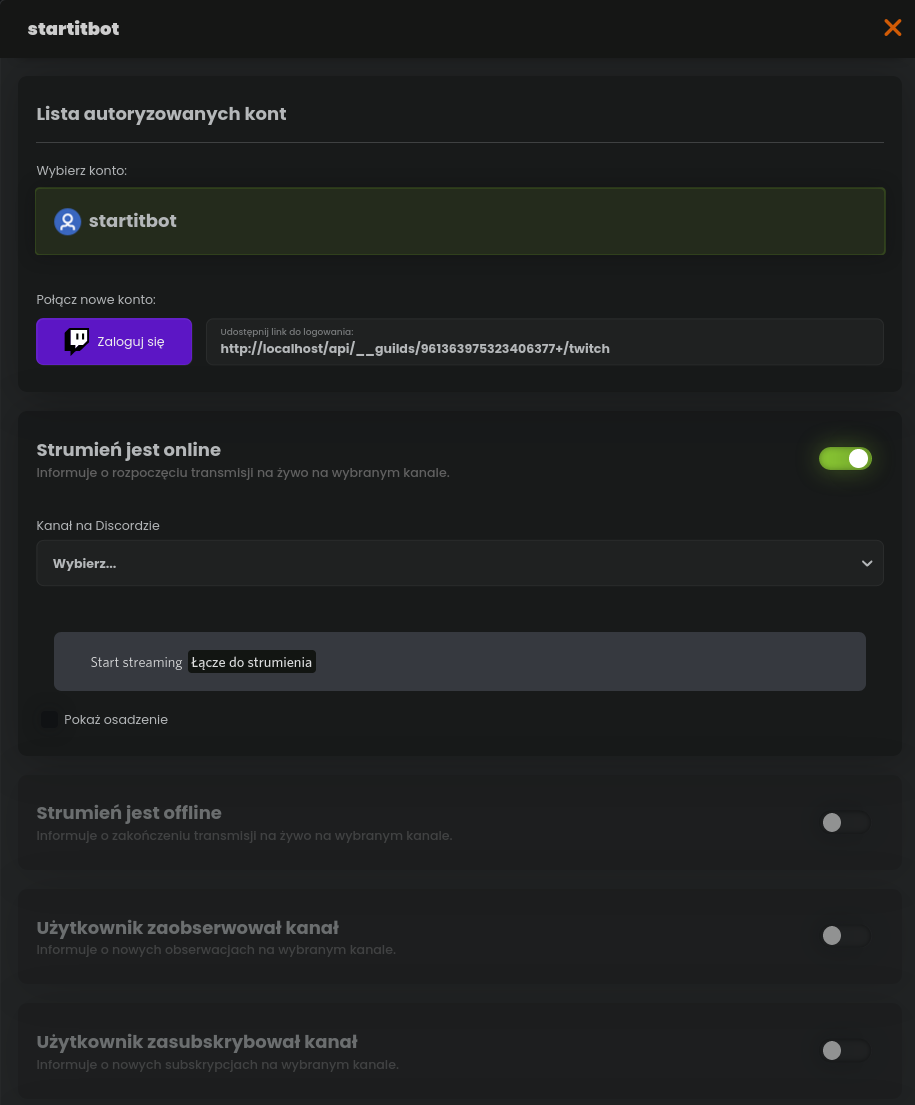 startitbot
Lista autoryzowanych kont
Wybierz konto:
startitbot
Połącz nowe konto:
Zaloguj się
Udostępnij link do logowania:
http://localhost/api/__guilds/961363975323406377+/twitch
Strumień jest online
Informuje o rozpoczęciu transmisji na żywo na wybranym kanale.
Kanał na Discordzie
Wybierz...
Start streaming Łącze do strumienia
Pokaż osadzenie
Strumień jest offline
Informuje o zakończeniu transmisji na żywo na wybranym kanale.
Użytkownik zaobserwował kanał
Informuje o nowych obserwacjach na wybranym kanale.
Użytkownik zasubskrybował kanał
Informuje o nowych subskrypcjach na wybranym kanale.